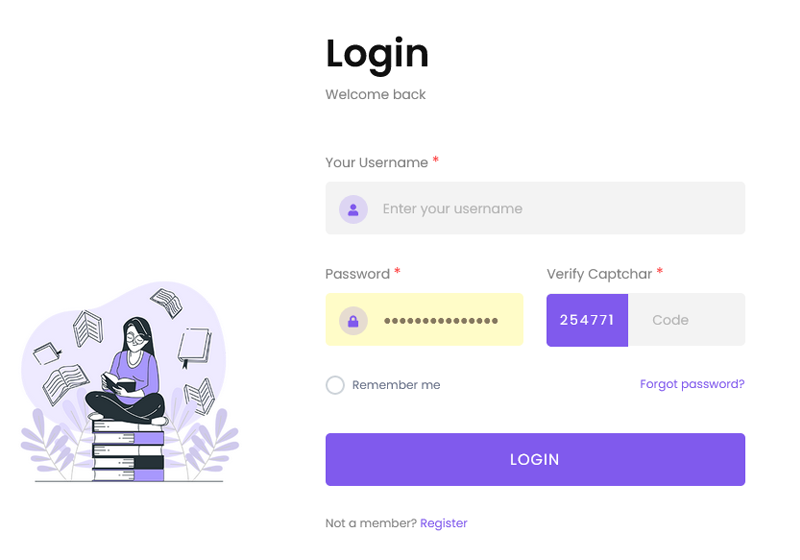 Login
Welcome back
Your Username *
Enter your username
Password *
Verify Captchar *
•••••••••••••••
254771
Code
Remember me
Forgot password?
LOGIN
Not a member? Register